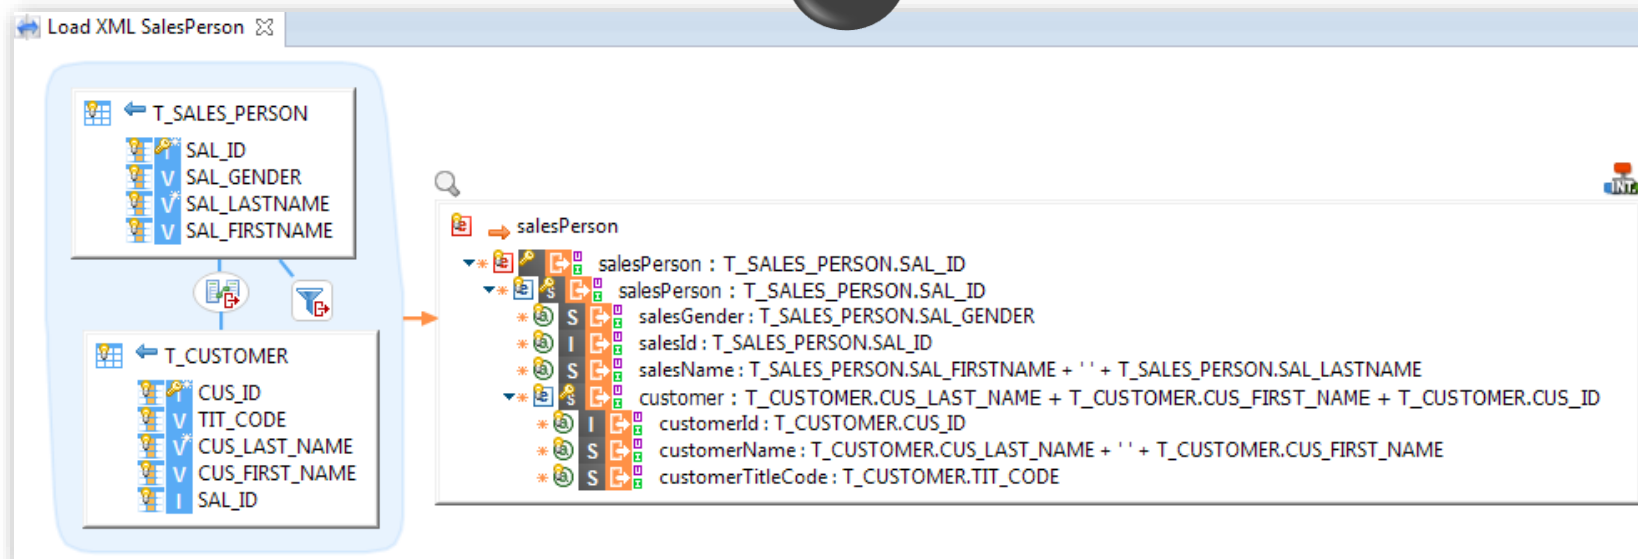 Load XML SalesPerson
T_SALES_PERSON
SAL_ID
V SAL_GENDER
V SAL_LASTNAME
V SAL_FIRSTNAME
T_CUSTOMER
CUS_ID
V TIT_CODE
V CUS_LAST_NAME
V CUS_FIRST_NAME
I SAL_ID
INT.
salesPerson
salesPerson : T_SALES_PERSON.SAL_ID
S salesPerson : T_SALES_PERSON.SAL_ID
S salesGender : T_SALES_PERSON.SAL_GENDER
I salesId : T_SALES_PERSON.SAL_ID
S salesName : T_SALES_PERSON.SAL_FIRSTNAME + ' ' + T_SALES_PERSON.SAL_LASTNAME
S customer : T_CUSTOMER.CUS_LAST_NAME + T_CUSTOMER.CUS_FIRST_NAME + T_CUSTOMER.CUS_ID
I customerId : T_CUSTOMER.CUS_ID
S customerName : T_CUSTOMER.CUS_LAST_NAME + ' ' + T_CUSTOMER.CUS_FIRST_NAME
S customerTitleCode : T_CUSTOMER.TIT_CODE